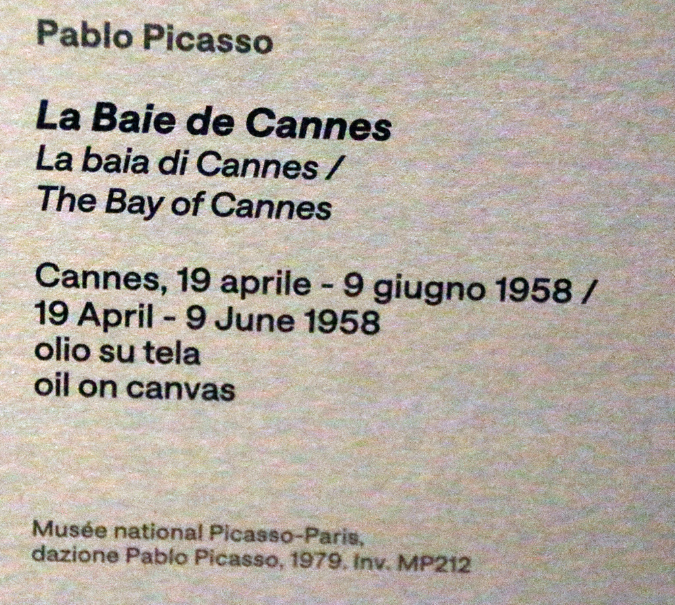 Pablo Picasso
La Baie de Cannes
La baia di Cannes /
The Bay of Cannes
Cannes, 19 aprile - 9 giugno 1958 /
19 April - 9 June 1958
olio su tela
oil on canvas
Musée national Picasso-Paris,
dazione Pablo Picasso, 1979. Inv. MP212